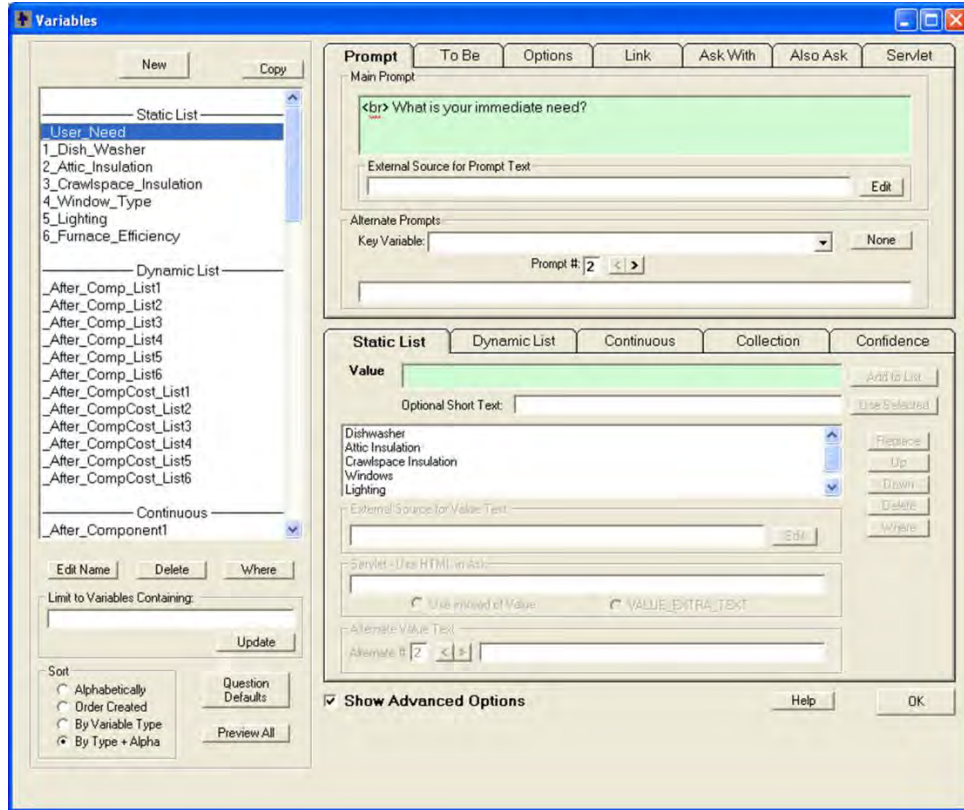 Variables
New
Copy
Static List
_User_Need
1_Dish_Washer
2_Attic_Insulation
3_Crawlspace_Insulation
4_Window_Type
5_Lighting
6_Furnace_Efficiency
Dynamic List
_After_Comp_List1
_After_Comp_List2
_After_Comp_List3
_After_Comp_List4
_After_Comp_List5
_After_Comp_List6
_After_CompCost_List1
_After_CompCost_List2
_After_CompCost_List3
_After_CompCost_List4
_After_CompCost_List5
_After_CompCost_List6
Continuous
_After_Component1
Edit Name Delete Where
Limit to Variables Containing:
Update
Sort
Alphabetically
Order Created
By Variable Type
By Type + Alpha
Question
Defaults
Preview All
Prompt To Be Options Link Ask With Also Ask Servlet
Main Prompt
<br> What is your immediate need?
External Source for Prompt Text
Edit
Alternate Prompts
Key Variable: None
Prompt #: 2 < >
Static List Dynamic List Continuous Collection Confidence
Value Add to List
Optional Short Text: Use Selected
Dishwasher
Attic Insulation
Crawlspace Insulation
Windows
Lighting
Replace
Up
Down
Delete
Where
External Source for Value Text
Edit
Servlet - Use HTML in Ask
Use instead of Value VALUE_EXTRA_TEXT
Alternate Value Text
Alternate # 2 < >
Show Advanced Options Help OK